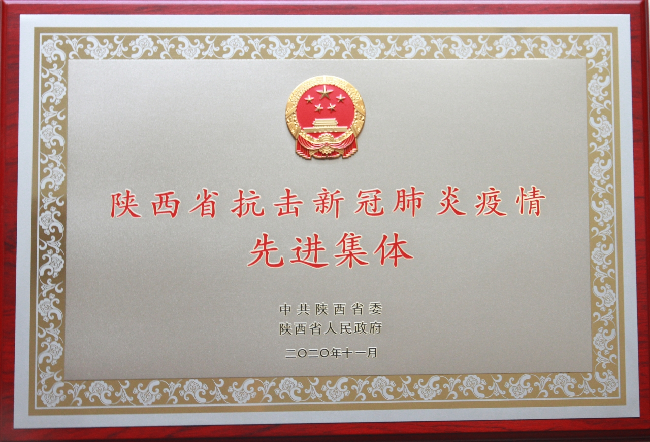 陕西省抗击新冠肺炎疫情
先进集体
中共陕西省委
陕西省人民政府
二〇二〇年十一月